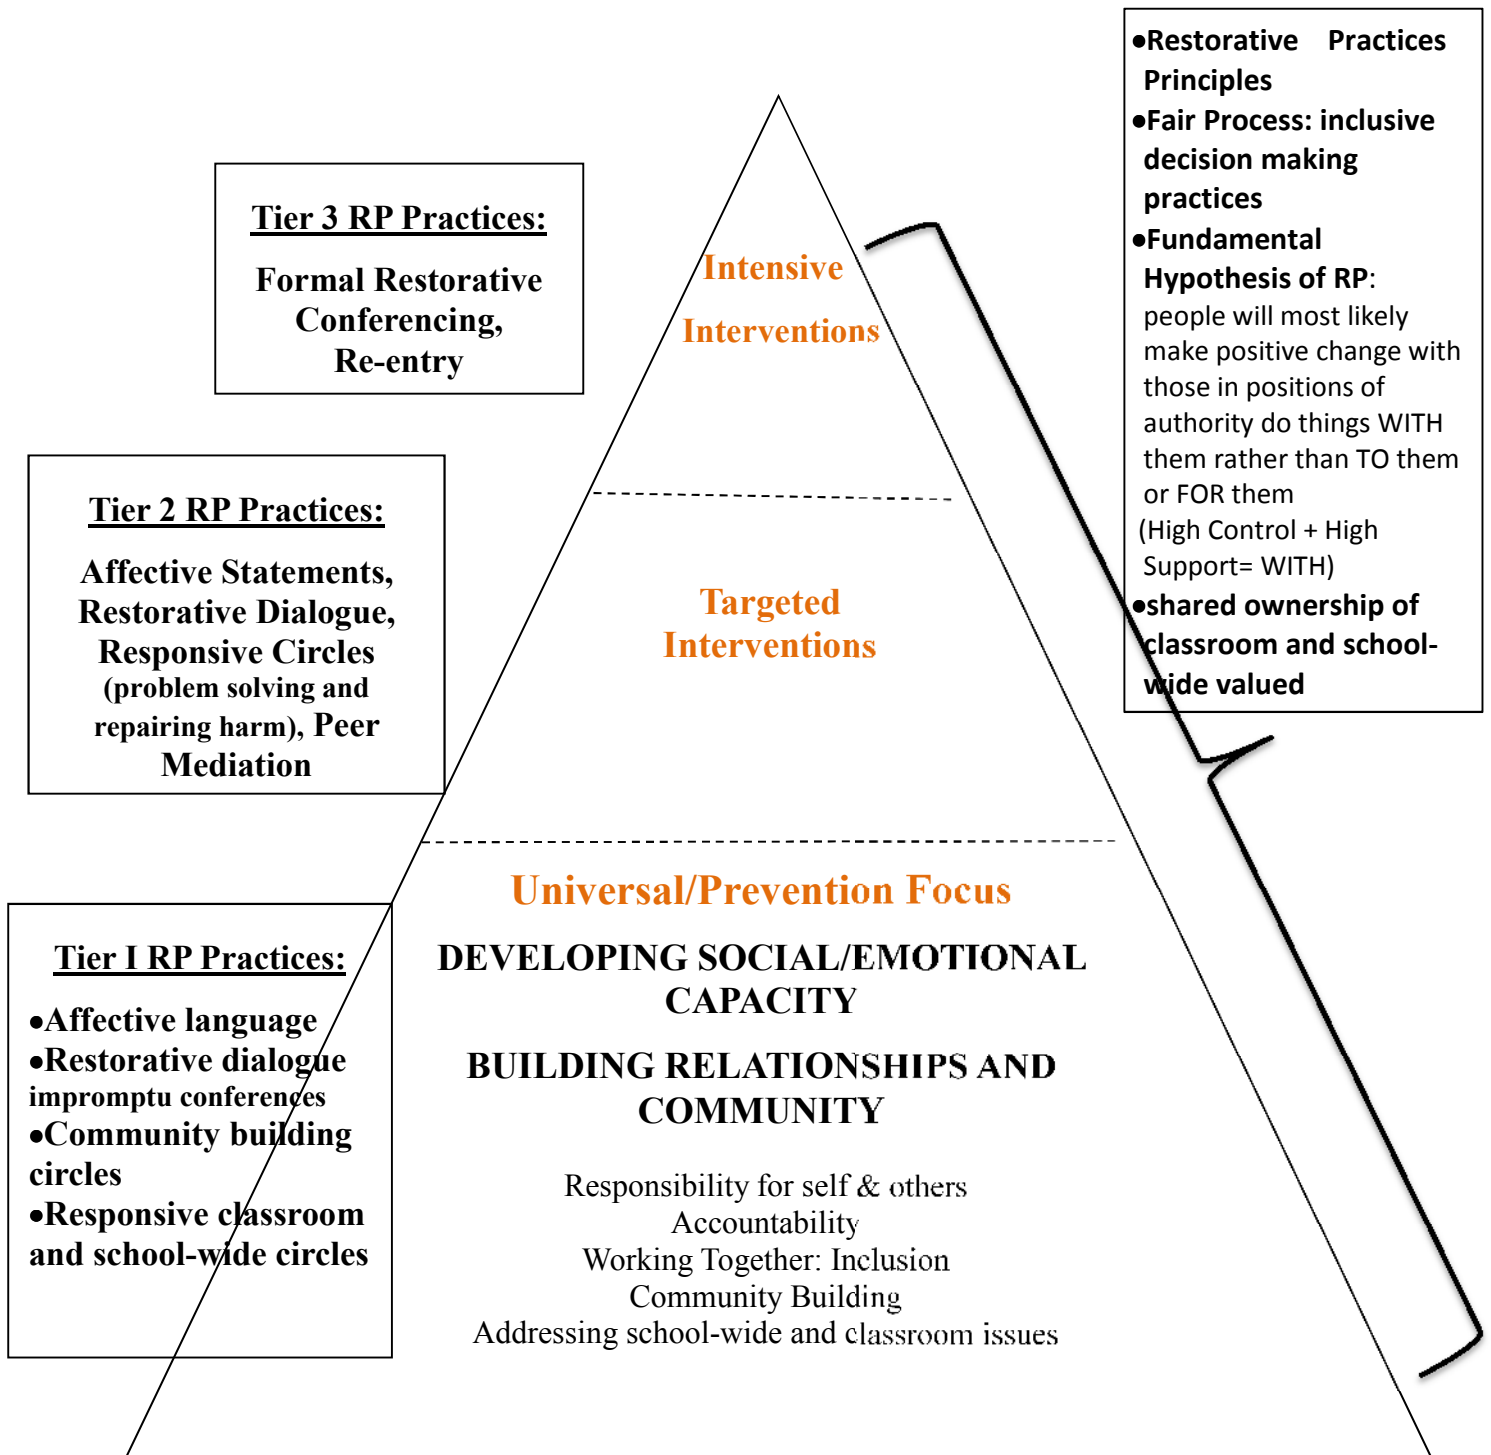 •Restorative Practices
Principles
•Fair Process: inclusive
decision making
practices
•Fundamental
Hypothesis of RP:
people will most likely
make positive change with
those in positions of
authority do things WITH
them rather than TO them
or FOR them
(High Control + High
Support= WITH)
•shared ownership of
classroom and school-
wide valued
Tier 3 RP Practices:
Formal Restorative
Conferencing,
Re-entry
Intensive
Interventions
Tier 2 RP Practices:
Affective Statements,
Restorative Dialogue,
Responsive Circles
(problem solving and
repairing harm), Peer
Mediation
Targeted
Interventions
Tier I RP Practices:
•Affective language
•Restorative dialogue
impromptu conferences
•Community building
circles
•Responsive classroom
and school-wide circles
Universal/Prevention Focus
DEVELOPING SOCIAL/EMOTIONAL
CAPACITY
BUILDING RELATIONSHIPS AND
COMMUNITY
Responsibility for self & others
Accountability
Working Together: Inclusion
Community Building
Addressing school-wide and classroom issues